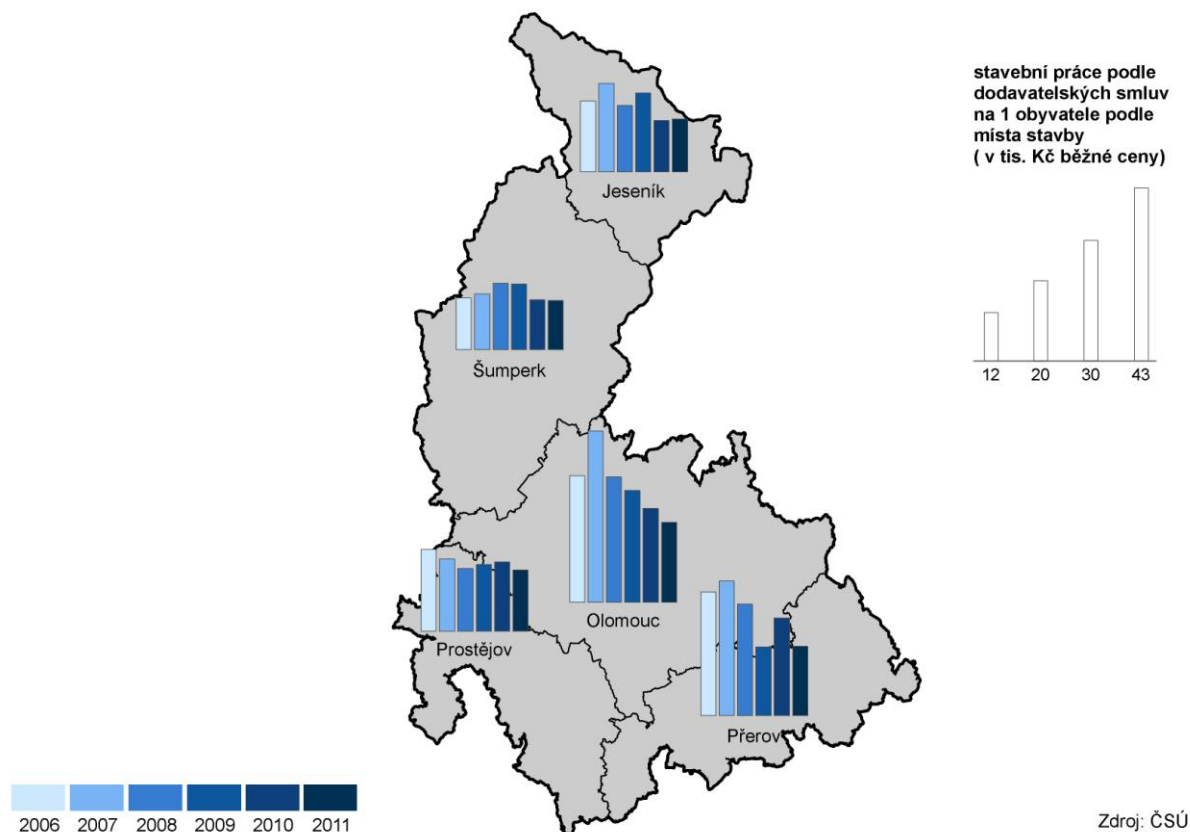 stavební práce podle
dodavatelských smluv
na 1 obyvatele podle
místa stavby
( v tis. Kč běžné ceny)
12 20 30 43
Jeseník
Šumperk
Olomouc
Prostějov
Přerov
2006 2007 2008 2009 2010 2011
Zdroj: ČSÚ